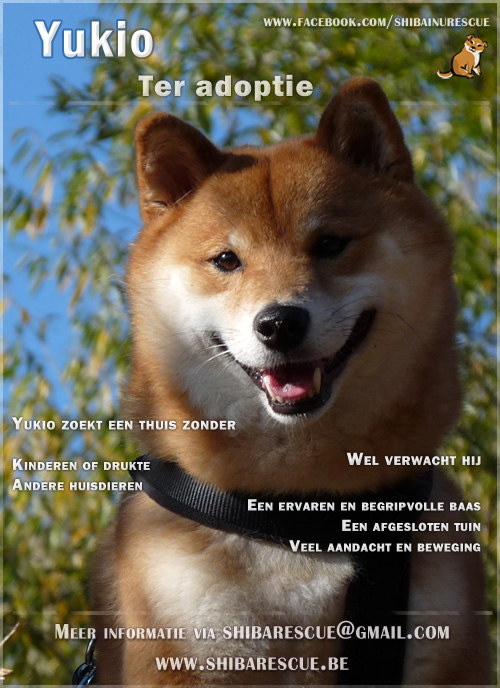 www.facebook.com/shibainurescue
Yukio
Ter adoptie
Yukio zoekt een thuis zonder
Kinderen of drukte
Andere huisdieren
Wel verwacht hij
Een ervaren en begripvolle baas
Een afgesloten tuin
Veel aandacht en beweging
Meer informatie via shibarescue@gmail.com
www.shibarescue.be